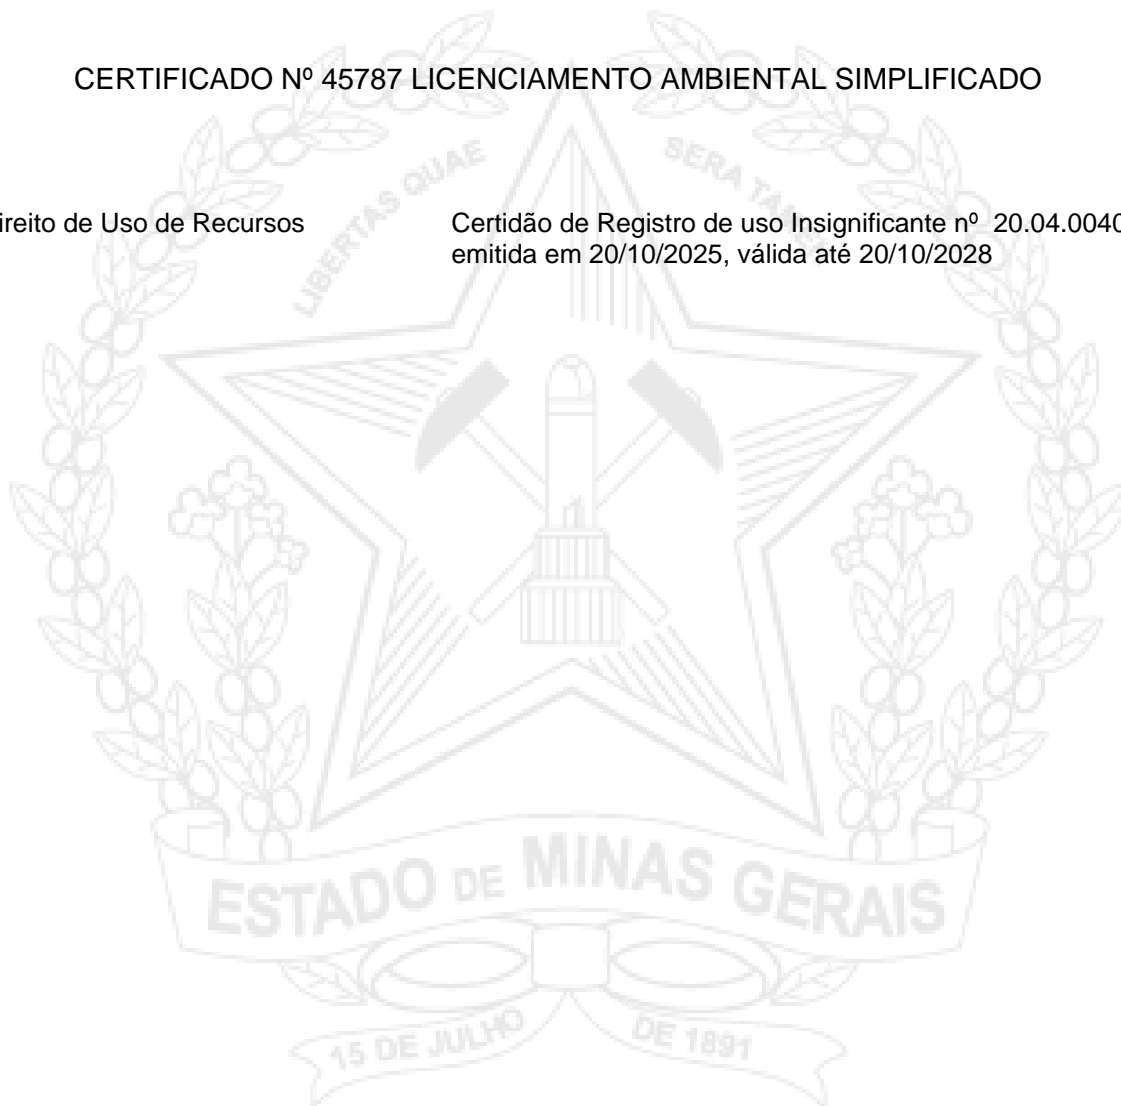 CERTIFICADO Nº 45787 LICENCIAMENTO AMBIENTAL SIMPLIFICADO
LIBERTAS QUAE SERA TAMEN
ireito de Uso de Recursos
Certidão de Registro de uso Insignificante nº 20.04.0040
emitida em 20/10/2025, válida até 20/10/2028
ESTADO DE MINAS GERAIS
15 DE JULHO DE 1891